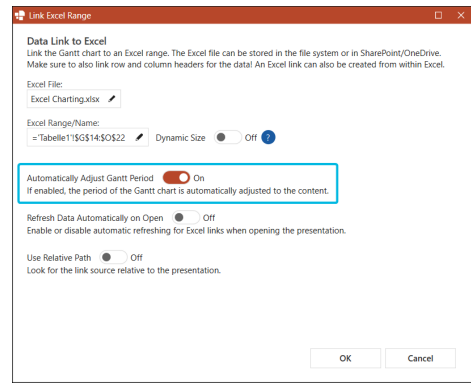 Link Excel Range
Data Link to Excel
Link the Gantt chart to an Excel range. The Excel file can be stored in the file system or in SharePoint/OneDrive.
Make sure to also link row and column headers for the data! An Excel link can also be created from within Excel.
Excel File:
Excel Charting.xlsx
Excel Range/Name:
='Tabelle1'!$G$14:$O$22 Dynamic Size Off ?
Automatically Adjust Gantt Period On
If enabled, the period of the Gantt chart is automatically adjusted to the content.
Refresh Data Automatically on Open Off
Enable or disable automatic refreshing for Excel links when opening the presentation.
Use Relative Path Off
Look for the link source relative to the presentation.
OK Cancel